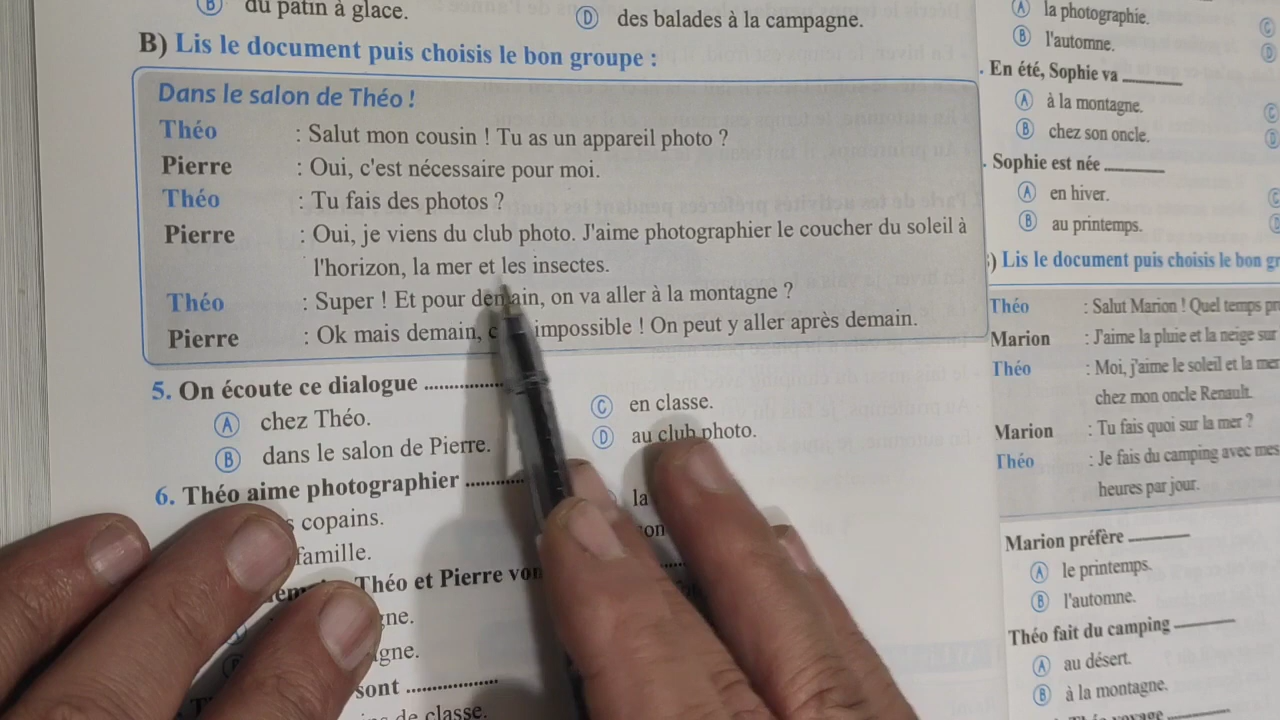 B du patin à glace.
D des balades à la campagne.
B) Lis le document puis choisis le bon groupe :
Dans le salon de Théo !
Théo : Salut mon cousin ! Tu as un appareil photo ?
Pierre : Oui, c'est nécessaire pour moi.
Théo : Tu fais des photos ?
Pierre : Oui, je viens du club photo. J'aime photographier le coucher du soleil à
l'horizon, la mer et les insectes.
Théo : Super ! Et pour demain, on va aller à la montagne ?
Pierre : Ok mais demain, impossible ! On peut y aller après demain.
5. On écoute ce dialogue ...............
A chez Théo.
C en classe.
B dans le salon de Pierre.
D au club photo.
6. Théo aime photographier ...........
copains.
la
famille.
Théo et Pierre
sont ..................
de classe.
A la photographie.
C
B l'automne.
D
. En été, Sophie va ________
A à la montagne.
C
B chez son oncle.
D
. Sophie est née ________
A en hiver.
B au printemps.
) Lis le document puis choisis le bon
Théo : Salut Marion ! Quel temps
Marion : J'aime la pluie et la neige sur
Théo : Moi, j'aime le soleil et la
chez mon oncle Renault.
Marion : Tu fais quoi sur la mer ?
Théo : Je fais du camping avec mes
heures par jour.
Marion préfère ________
A le printemps.
B l'automne.
Théo fait du camping ________
A au désert.
B à la montagne.